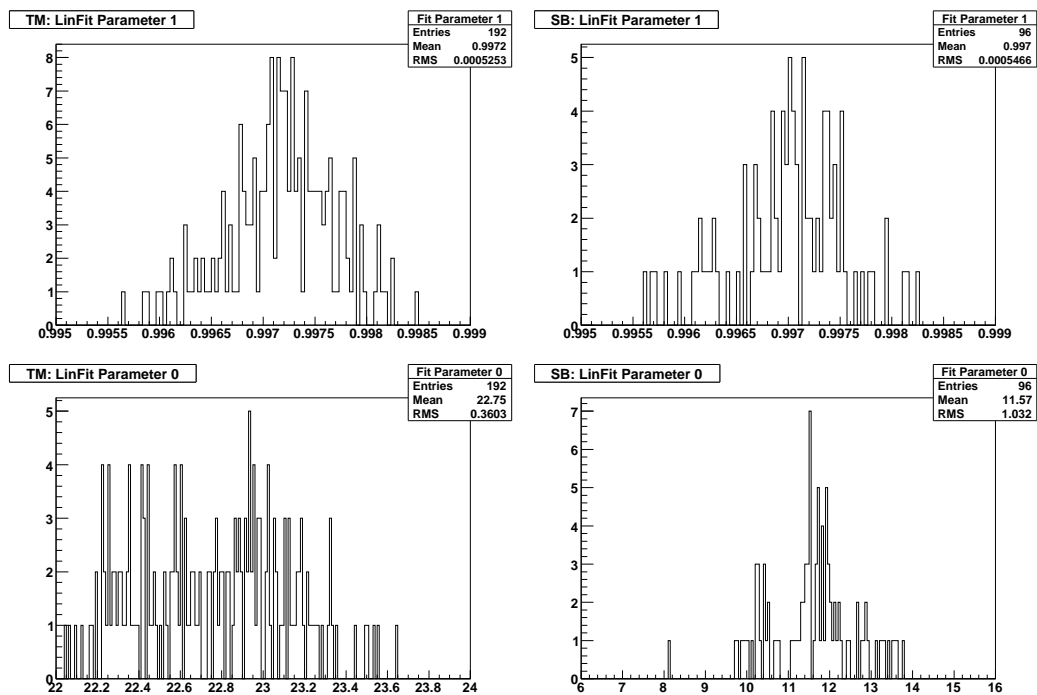 TM: LinFit Parameter 1
Fit Parameter 1
Entries 192
Mean 0.9972
RMS 0.0005253
8
7
6
5
4
3
2
1
0
0.995 0.9955 0.996 0.9965 0.997 0.9975 0.998 0.9985 0.999
SB: LinFit Parameter 1
Fit Parameter 1
Entries 96
Mean 0.997
RMS 0.0005466
5
4
3
2
1
0
0.995 0.9955 0.996 0.9965 0.997 0.9975 0.998 0.9985 0.999
TM: LinFit Parameter 0
Fit Parameter 0
Entries 192
Mean 22.75
RMS 0.3603
5
4
3
2
1
0
22 22.2 22.4 22.6 22.8 23 23.2 23.4 23.6 23.8 24
SB: LinFit Parameter 0
Fit Parameter 0
Entries 96
Mean 11.57
RMS 1.032
7
6
5
4
3
2
1
0
6 7 8 9 10 11 12 13 14 15 16